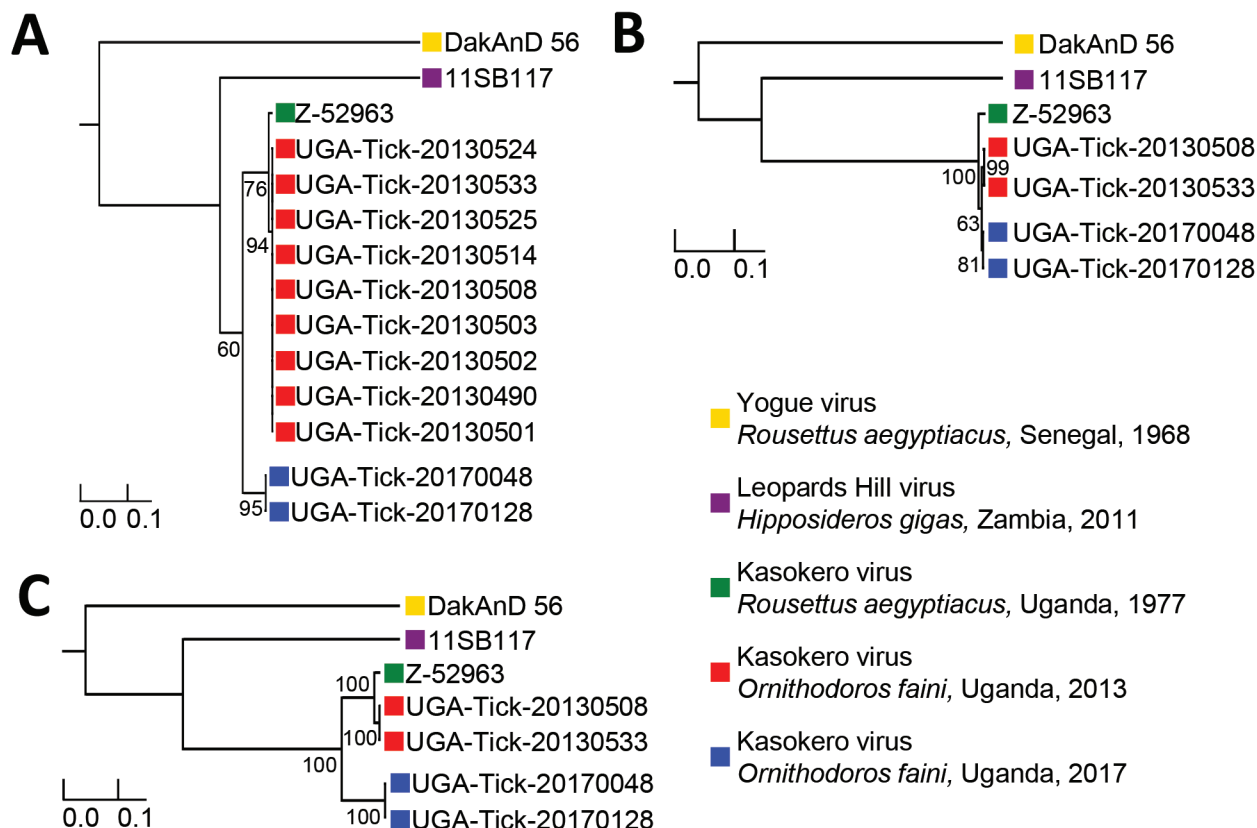 A
DakAnD 56
11SB117
Z-52963
UGA-Tick-20130524
UGA-Tick-20130533
UGA-Tick-20130525
UGA-Tick-20130514
UGA-Tick-20130508
UGA-Tick-20130503
UGA-Tick-20130502
UGA-Tick-20130490
UGA-Tick-20130501
UGA-Tick-20170048
UGA-Tick-20170128
76
94
60
95
0.0 0.1
B
DakAnD 56
11SB117
Z-52963
UGA-Tick-20130508
UGA-Tick-20130533
UGA-Tick-20170048
UGA-Tick-20170128
99
100
63
81
0.0 0.1
C
DakAnD 56
11SB117
Z-52963
UGA-Tick-20130508
UGA-Tick-20130533
UGA-Tick-20170048
UGA-Tick-20170128
100
100
100
100
0.0 0.1
Yogue virus
Rousettus aegyptiacus, Senegal, 1968
Leopards Hill virus
Hipposideros gigas, Zambia, 2011
Kasokero virus
Rousettus aegyptiacus, Uganda, 1977
Kasokero virus
Ornithodoros faini, Uganda, 2013
Kasokero virus
Ornithodoros faini, Uganda, 2017